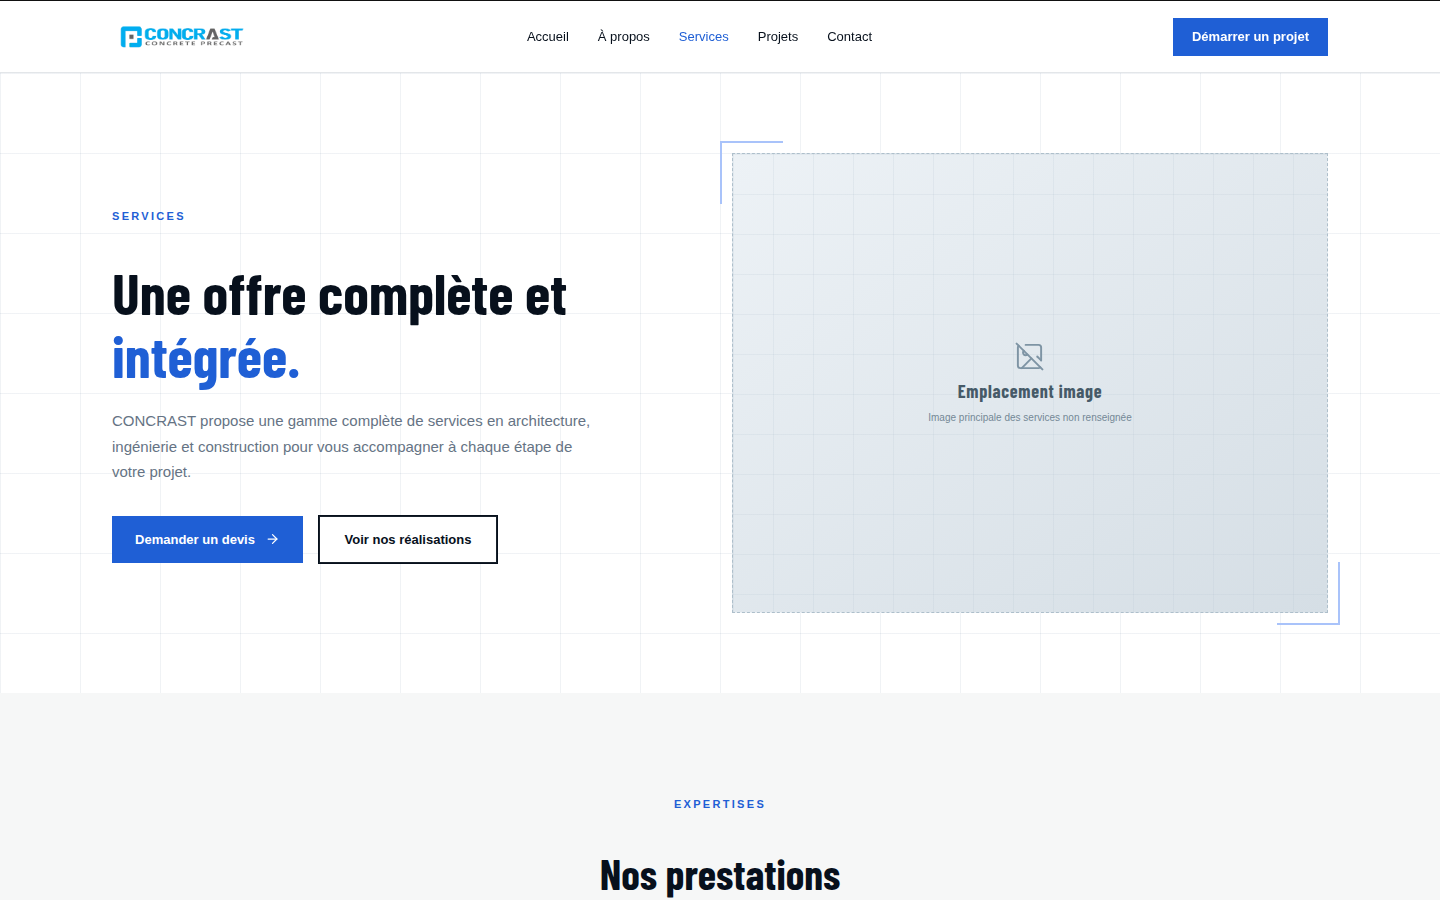 CONCRAST
CONCRETE PRECAST
Accueil
À propos
Services
Projets
Contact
Démarrer un projet
SERVICES
Une offre complète et
intégrée.
CONCRAST propose une gamme complète de services en architecture,
ingénierie et construction pour vous accompagner à chaque étape de
votre projet.
Demander un devis
Voir nos réalisations
Emplacement image
Image principale des services non renseignée
EXPERTISES
Nos prestations